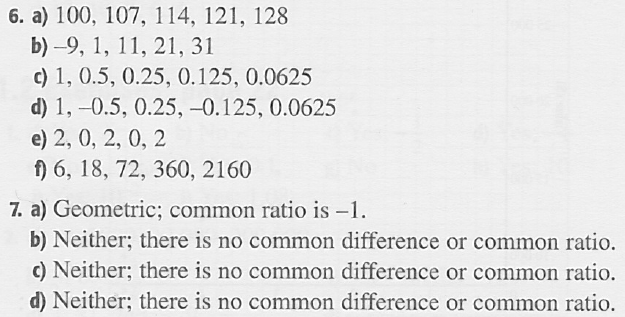 6. a) 100, 107, 114, 121, 128
b) –9, 1, 11, 21, 31
c) 1, 0.5, 0.25, 0.125, 0.0625
d) 1, –0.5, 0.25, –0.125, 0.0625
e) 2, 0, 2, 0, 2
f) 6, 18, 72, 360, 2160
7. a) Geometric; common ratio is –1.
b) Neither; there is no common difference or common ratio.
c) Neither; there is no common difference or common ratio.
d) Neither; there is no common difference or common ratio.